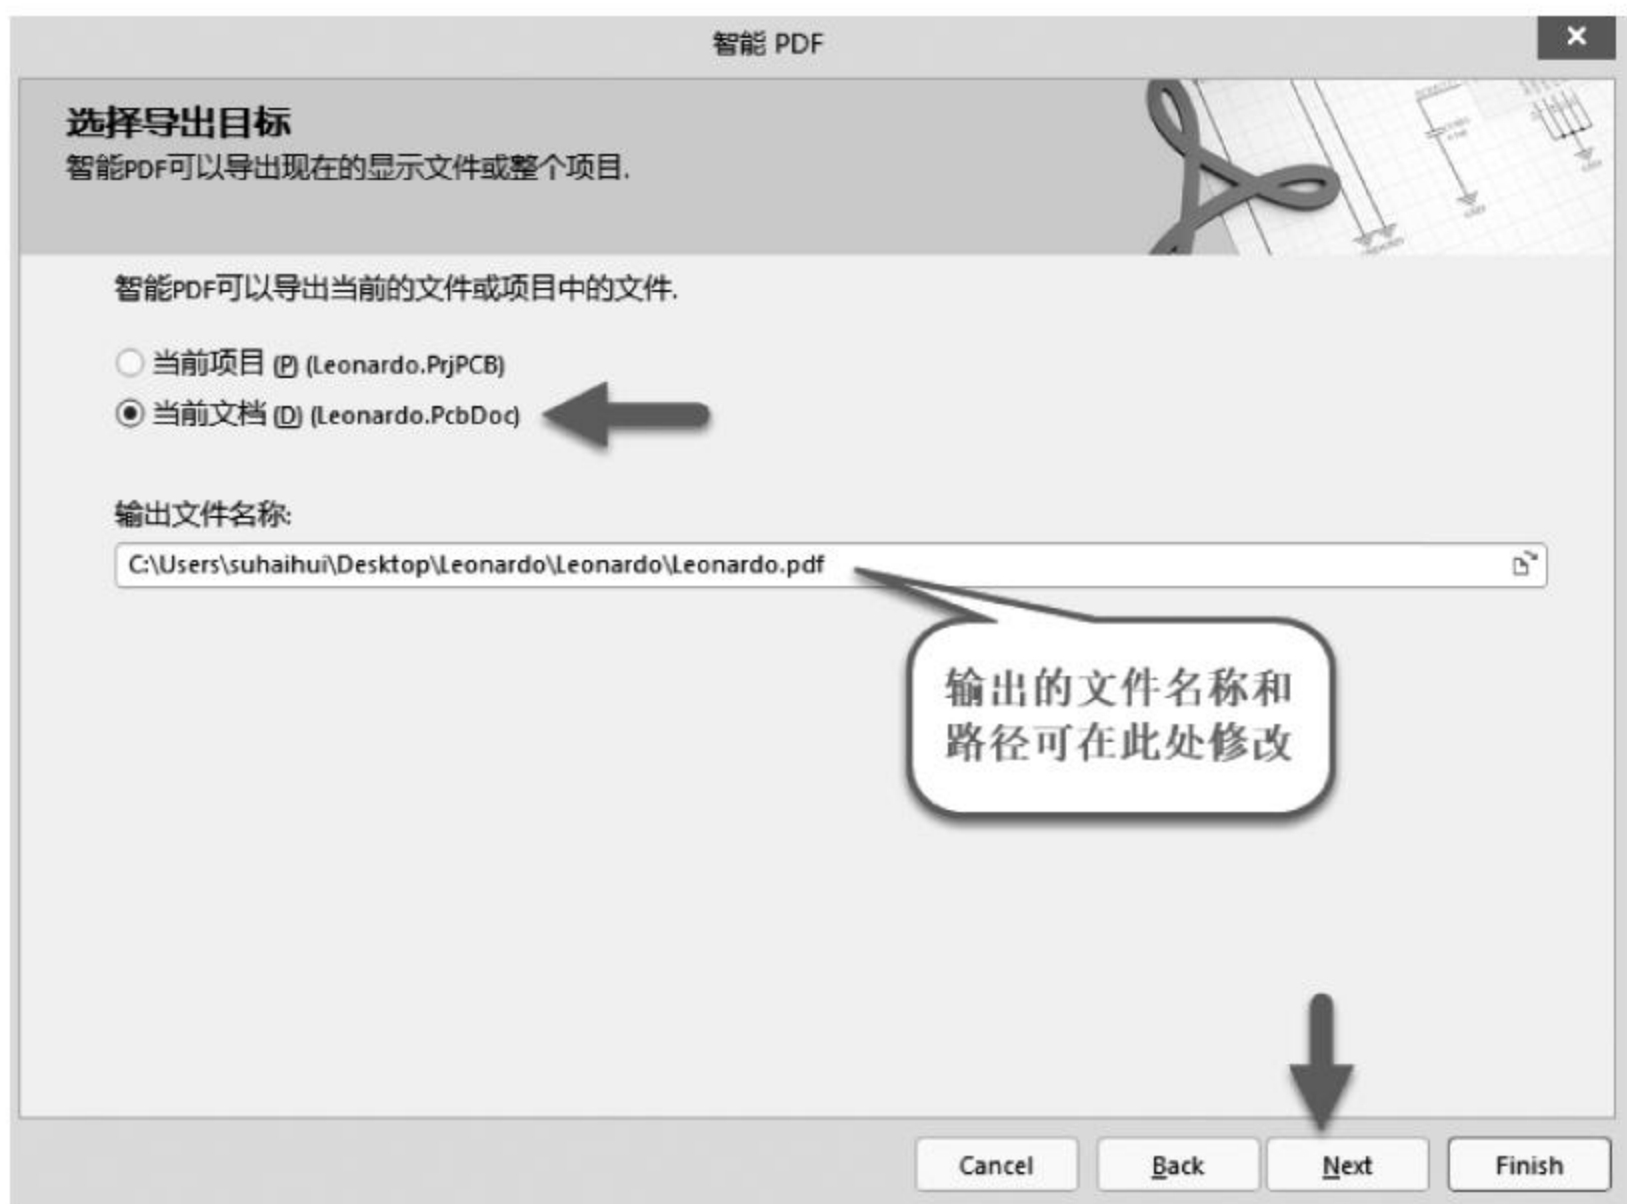 智能 PDF
选择导出目标
智能PDF可以导出现在的显示文件或整个项目.
智能PDF可以导出当前的文件或项目中的文件.
当前项目 (P) (Leonardo.PrjPCB)
当前文档 (D) (Leonardo.PcbDoc)
输出文件名称:
C:\Users\suhaihui\Desktop\Leonardo\Leonardo\Leonardo.pdf
输出的文件名称和
路径可在此处修改
Cancel Back Next Finish